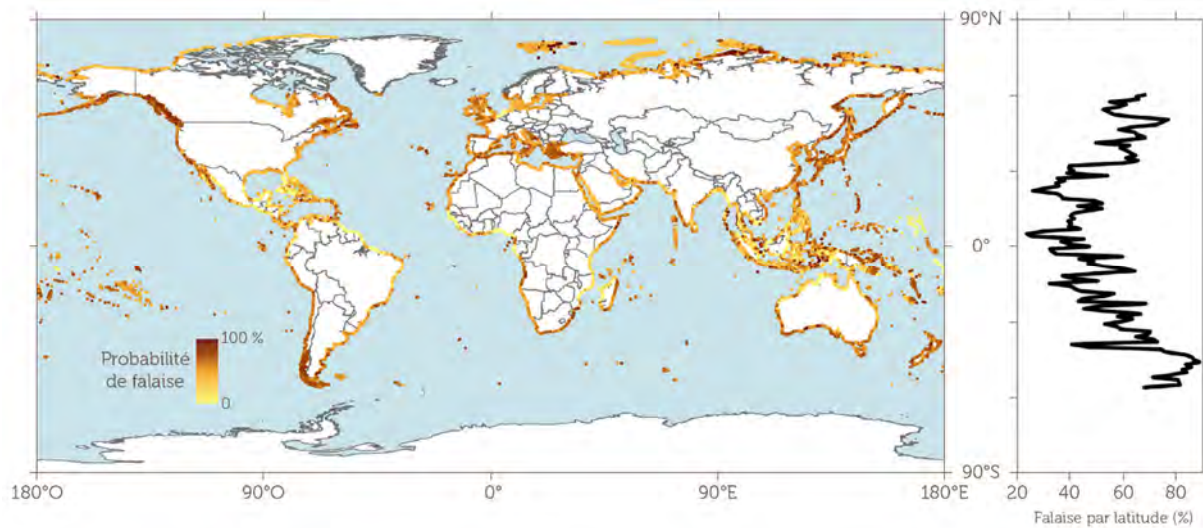 90°N
100 %
Probabilité
de falaise
0
0°
90°S
180°O
90°O
0°
90°E
180°E
20
40
60
80
Falaise par latitude (%)